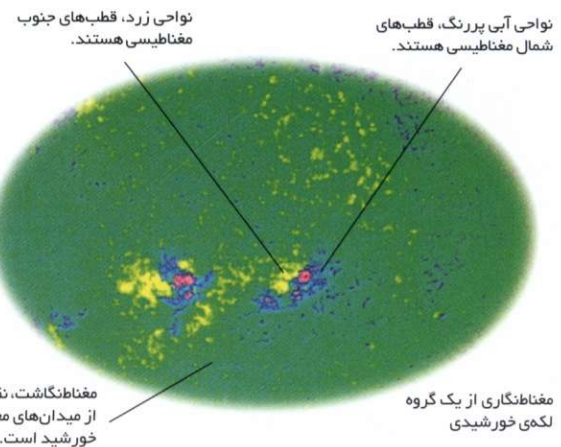 نواحی زرد، قطب‌های جنوب
مغناطیسی هستند.
نواحی آبی پررنگ، قطب‌های
شمال مغناطیسی هستند.
مغناطنگاشت،
از میدان‌های
خورشید است.
مغناطنگاری از یک گروه
لکه‌ی خورشیدی